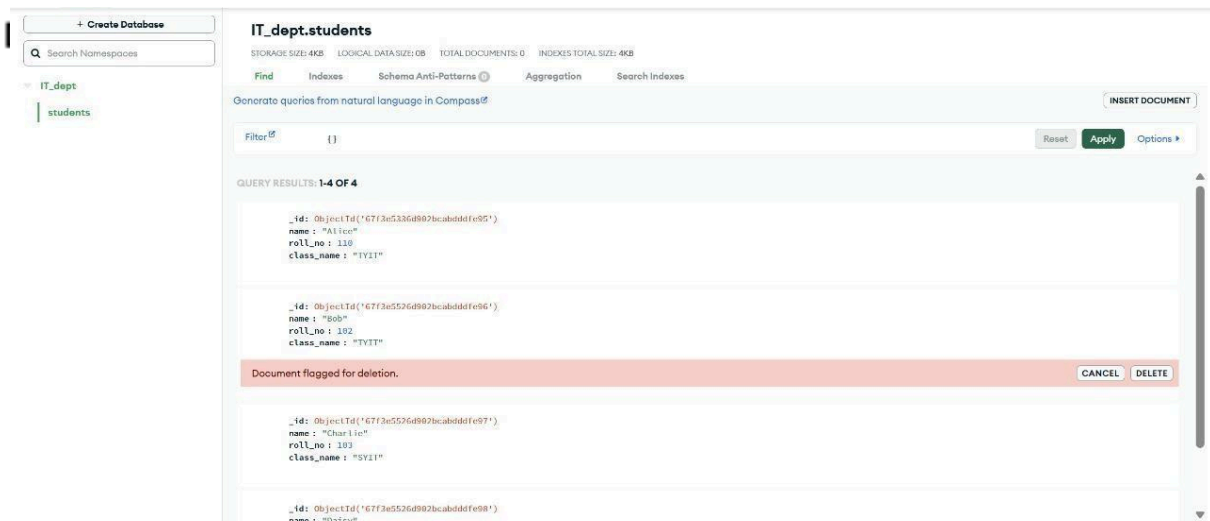 + Create Database
Search Namespaces
IT_dept
students
IT_dept.students
STORAGE SIZE: 4KB LOGICAL DATA SIZE: 0B TOTAL DOCUMENTS: 0 INDEXES TOTAL SIZE: 4KB
Find Indexes Schema Anti-Patterns 0 Aggregation Search Indexes
Generate queries from natural language in Compass
INSERT DOCUMENT
Filter {} Reset Apply Options
QUERY RESULTS: 1-4 OF 4
_id: ObjectId('67f3e5336d902bcabdddfe95')
name : "Alice"
roll_no : 110
class_name : "TYIT"
_id: ObjectId('67f3e5526d902bcabdddfe96')
name : "Bob"
roll_no : 102
class_name : "TYIT"
Document flagged for deletion. CANCEL DELETE
_id: ObjectId('67f3e5526d902bcabdddfe97')
name : "Charlie"
roll_no : 103
class_name : "SYIT"
_id: ObjectId('67f3e5526d902bcabdddfe98')
name : "Daisy"